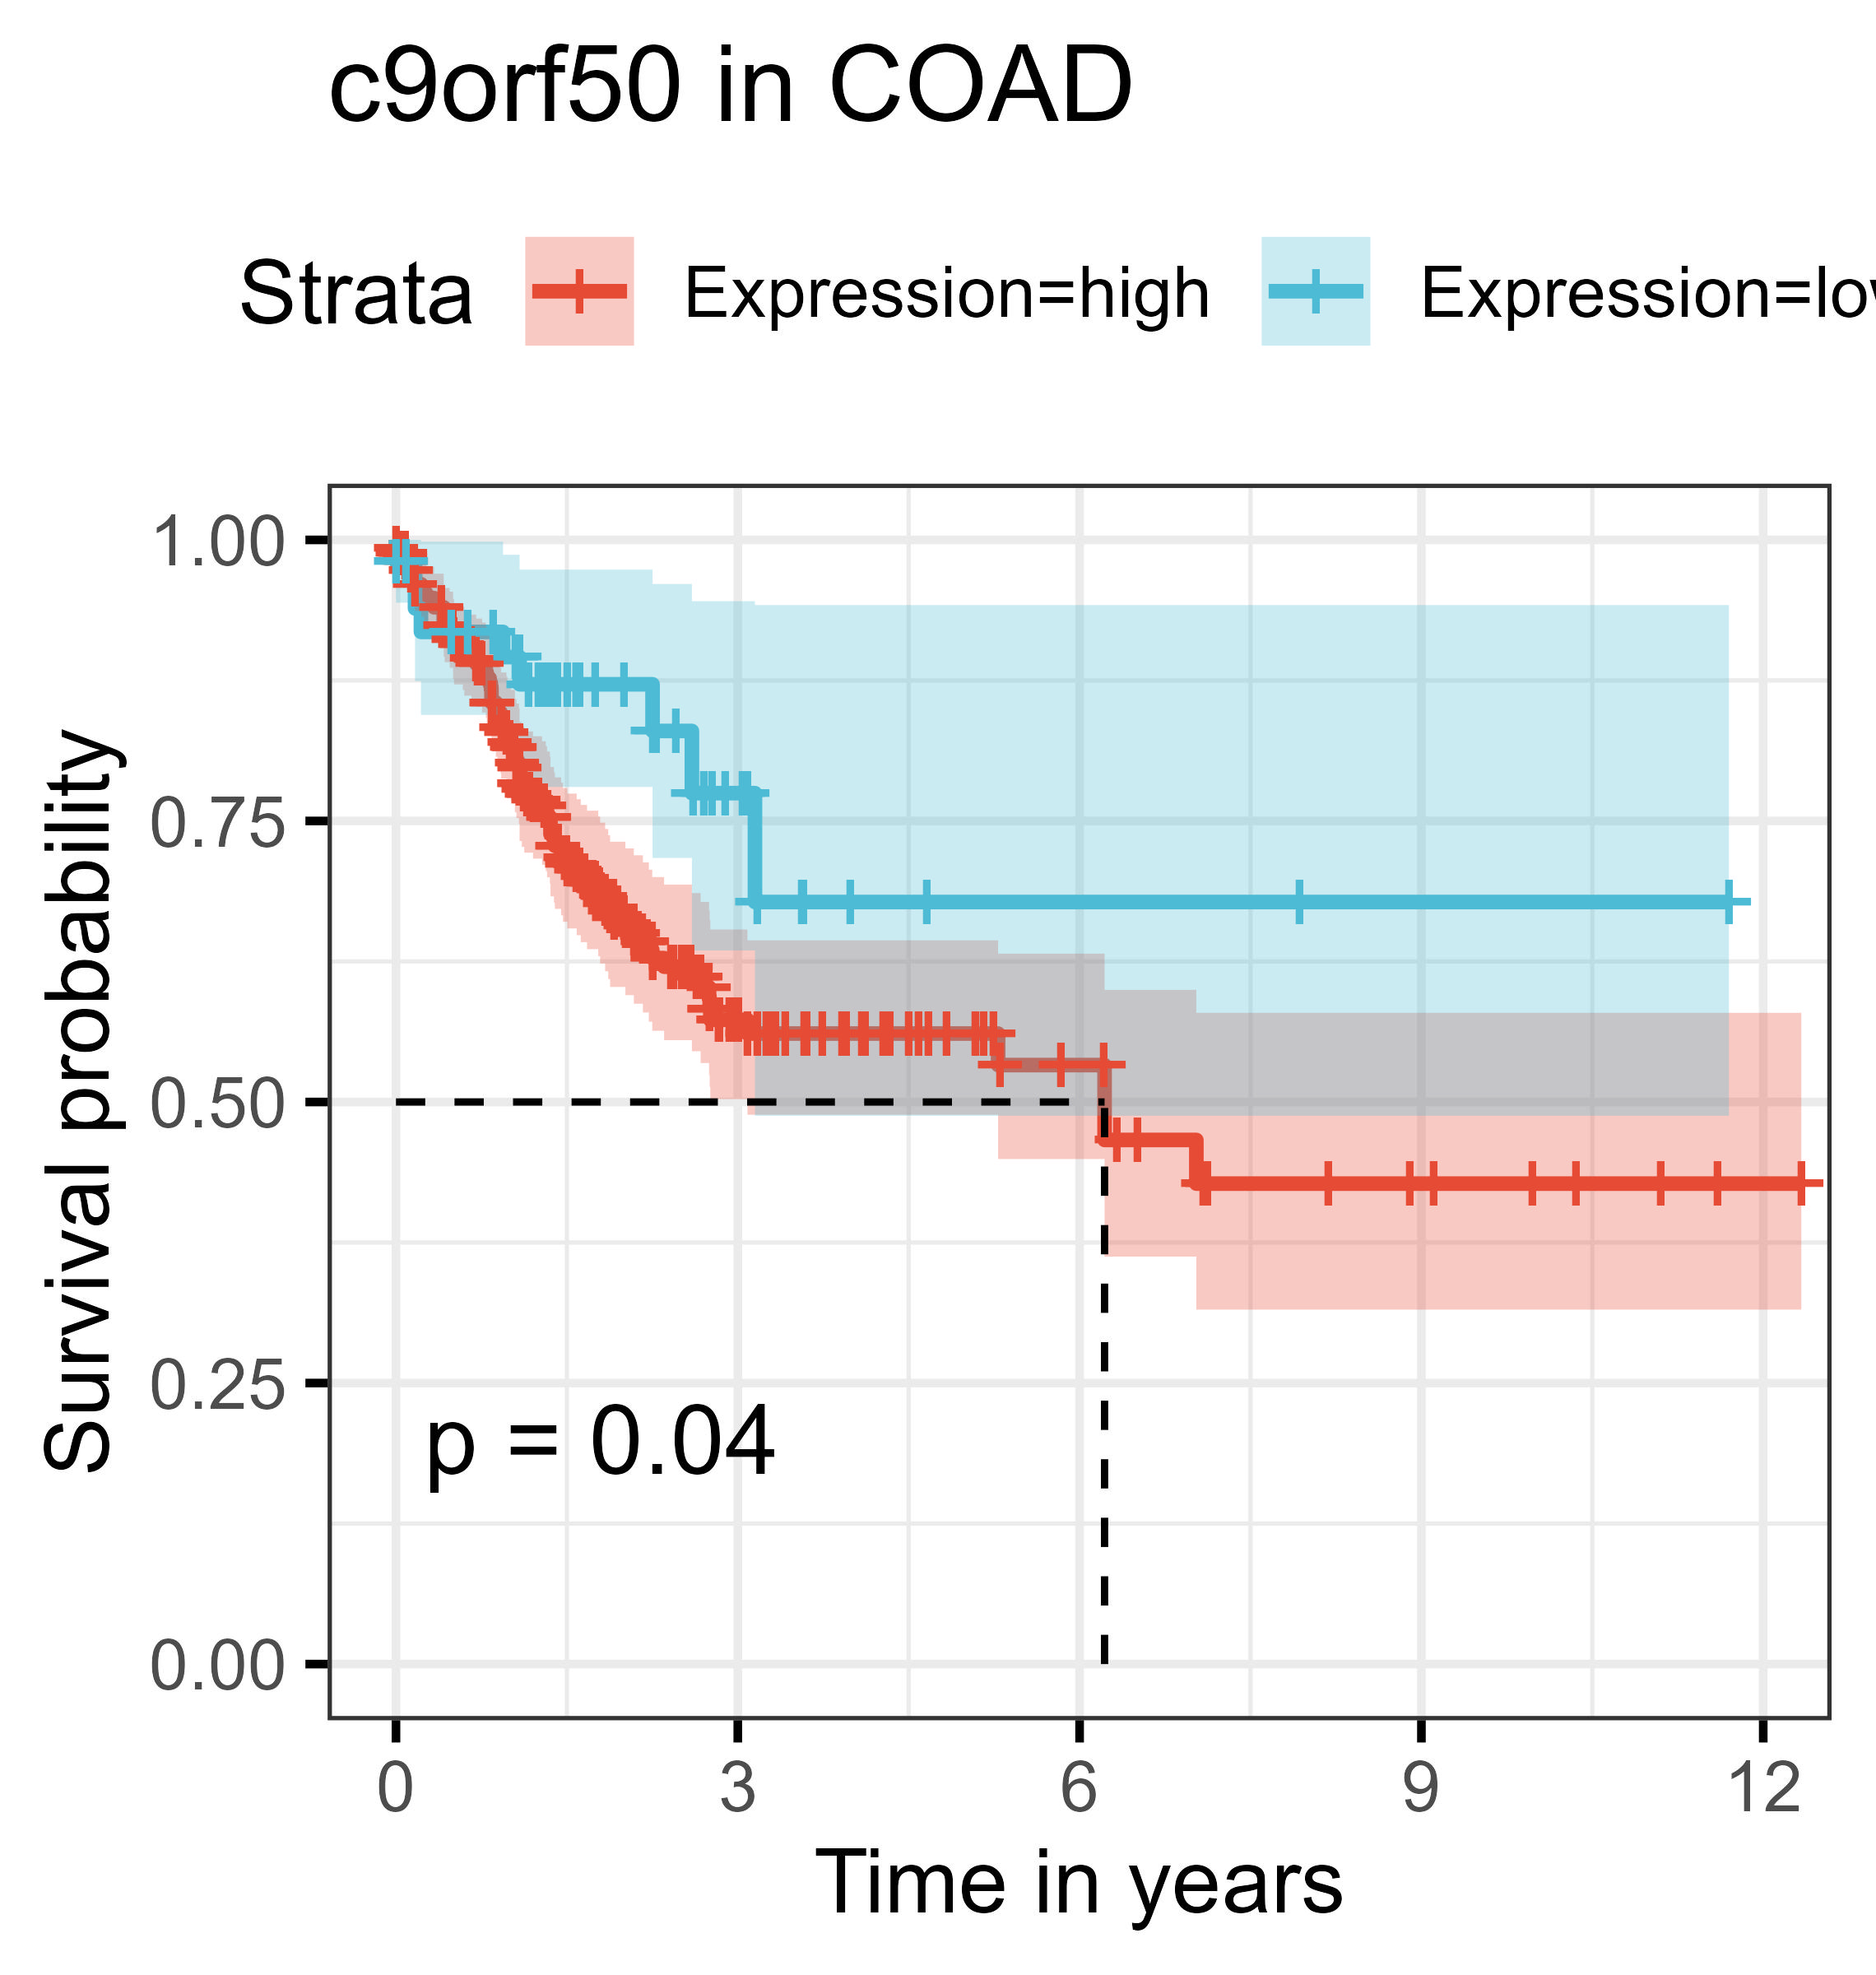 c9orf50 in COAD
Strata Expression=high Expression=lov
1.00
0.75
0.50
0.25
0.00
Survival probability
p = 0.04
0 3 6 9 12
Time in years